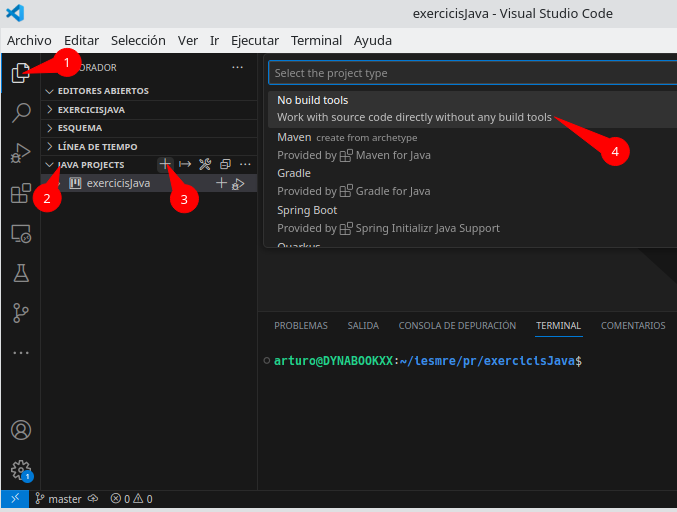 exercicisJava - Visual Studio Code
Archivo Editar Selección Ver Ir Ejecutar Terminal Ayuda
1
ORADOR
EDITORES ABIERTOS
EXERCICISJAVA
ESQUEMA
LÍNEA DE TIEMPO
JAVA PROJECTS
exercicisJava
2
3
Select the project type
No build tools
Work with source code directly without any build tools
4
Maven create from archetype
Provided by Maven for Java
Gradle
Provided by Gradle for Java
Spring Boot
Provided by Spring Initializr Java Support
Quarkus
PROBLEMAS SALIDA CONSOLA DE DEPURACIÓN TERMINAL COMENTARIOS
arturo@DYNABOOKXX:~/iesmre/pr/exercicisJava$
1
master 0 0